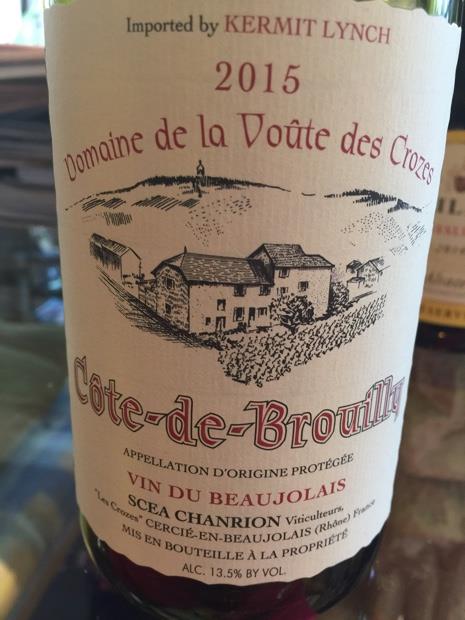 Imported by KERMIT LYNCH
2015
Domaine de la Voûte des Crozes
Côte-de-Brouilly
APPELLATION D'ORIGINE PROTÉGÉE
VIN DU BEAUJOLAIS
SCEA CHANRION Viticulteurs,
"Les Crozes" CERCIÉ-EN-BEAUJOLAIS (Rhône) France
MIS EN BOUTEILLE À LA PROPRIÉTÉ
ALC. 13.5% BY VOL.